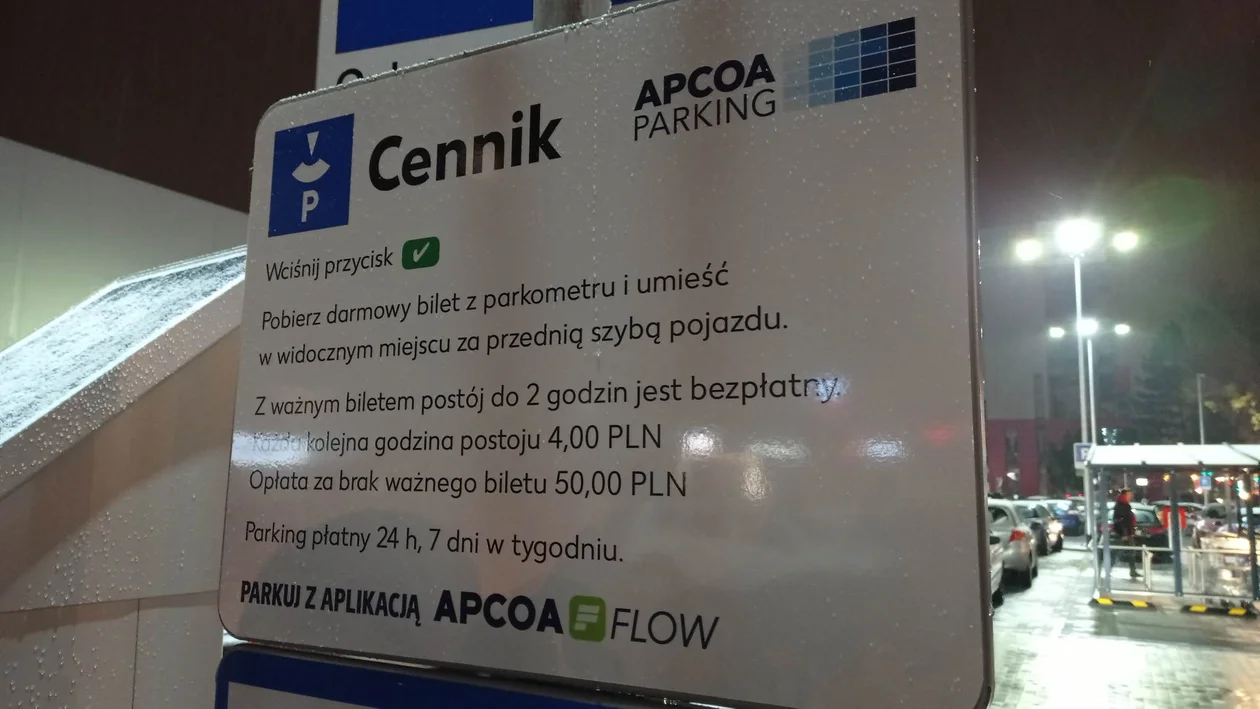 Cennik
APCOA
PARKING
P
Wciśnij przycisk
Pobierz darmowy bilet z parkometru i umieść
w widocznym miejscu za przednią szybą pojazdu.
Z ważnym biletem postój do 2 godzin jest bezpłatny.
Każda kolejna godzina postoju 4,00 PLN
Opłata za brak ważnego biletu 50,00 PLN
Parking płatny 24 h, 7 dni w tygodniu.
PARKUJ Z APLIKACJĄ APCOA FLOW
P